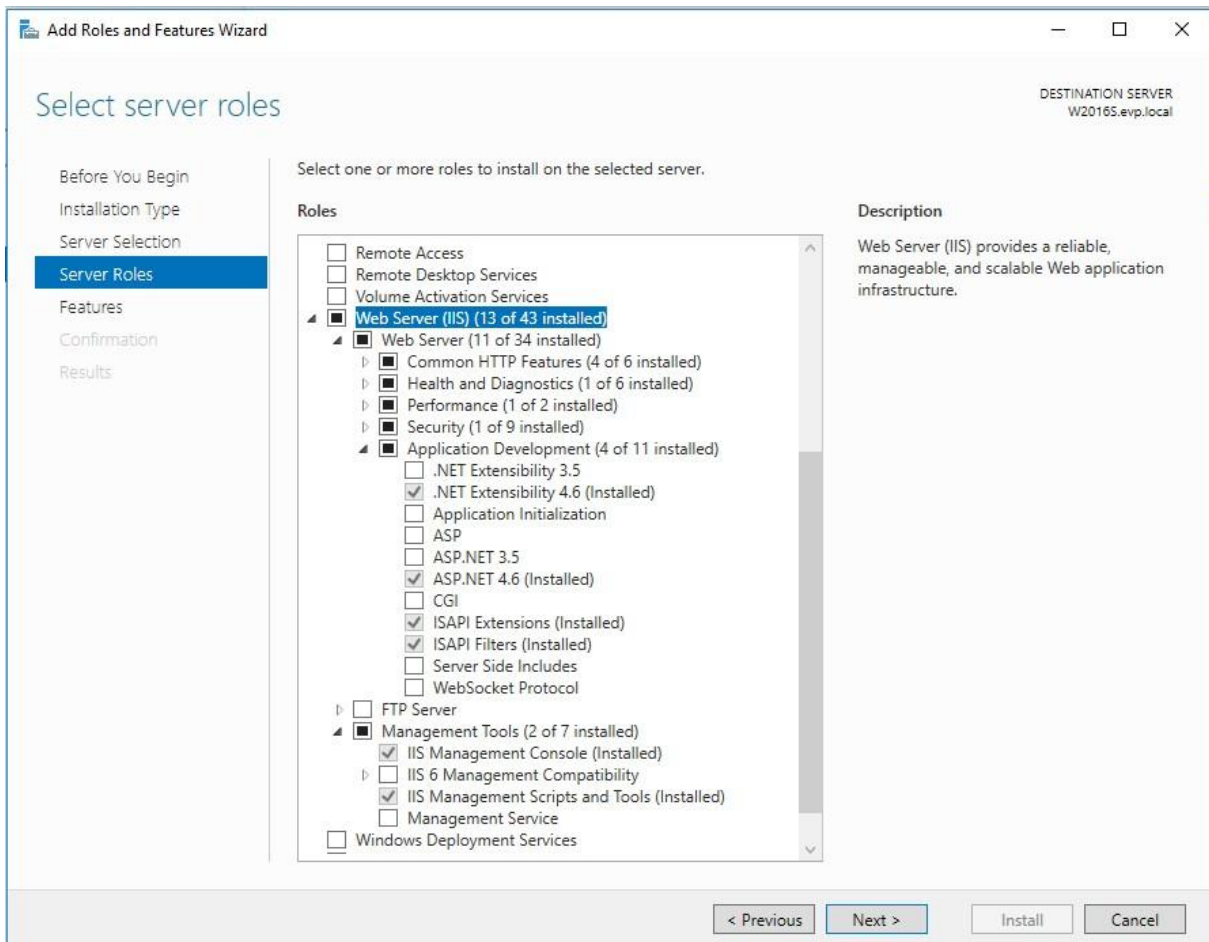 Add Roles and Features Wizard
Select server roles
DESTINATION SERVER
W2016S.evp.local
Before You Begin
Installation Type
Server Selection
Server Roles
Features
Confirmation
Results
Select one or more roles to install on the selected server.
Roles
Remote Access
Remote Desktop Services
Volume Activation Services
Web Server (IIS) (13 of 43 installed)
Web Server (11 of 34 installed)
Common HTTP Features (4 of 6 installed)
Health and Diagnostics (1 of 6 installed)
Performance (1 of 2 installed)
Security (1 of 9 installed)
Application Development (4 of 11 installed)
.NET Extensibility 3.5
.NET Extensibility 4.6 (Installed)
Application Initialization
ASP
ASP.NET 3.5
ASP.NET 4.6 (Installed)
CGI
ISAPI Extensions (Installed)
ISAPI Filters (Installed)
Server Side Includes
WebSocket Protocol
FTP Server
Management Tools (2 of 7 installed)
IIS Management Console (Installed)
IIS 6 Management Compatibility
IIS Management Scripts and Tools (Installed)
Management Service
Windows Deployment Services
Description
Web Server (IIS) provides a reliable,
manageable, and scalable Web application
infrastructure.
< Previous
Next >
Install
Cancel